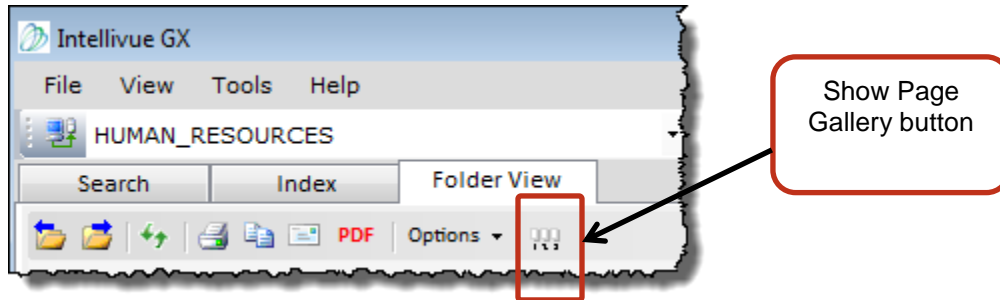 Intellivue GX
File View Tools Help
HUMAN_RESOURCES
Search Index Folder View
PDF Options
Show Page
Gallery button